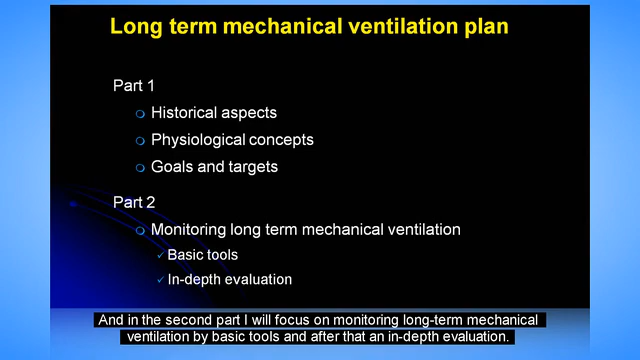 Long term mechanical ventilation plan
Part 1
Historical aspects
Physiological concepts
Goals and targets
Part 2
Monitoring long term mechanical ventilation
Basic tools
In-depth evaluation
And in the second part I will focus on monitoring long-term mechanical
ventilation by basic tools and after that an in-depth evaluation.